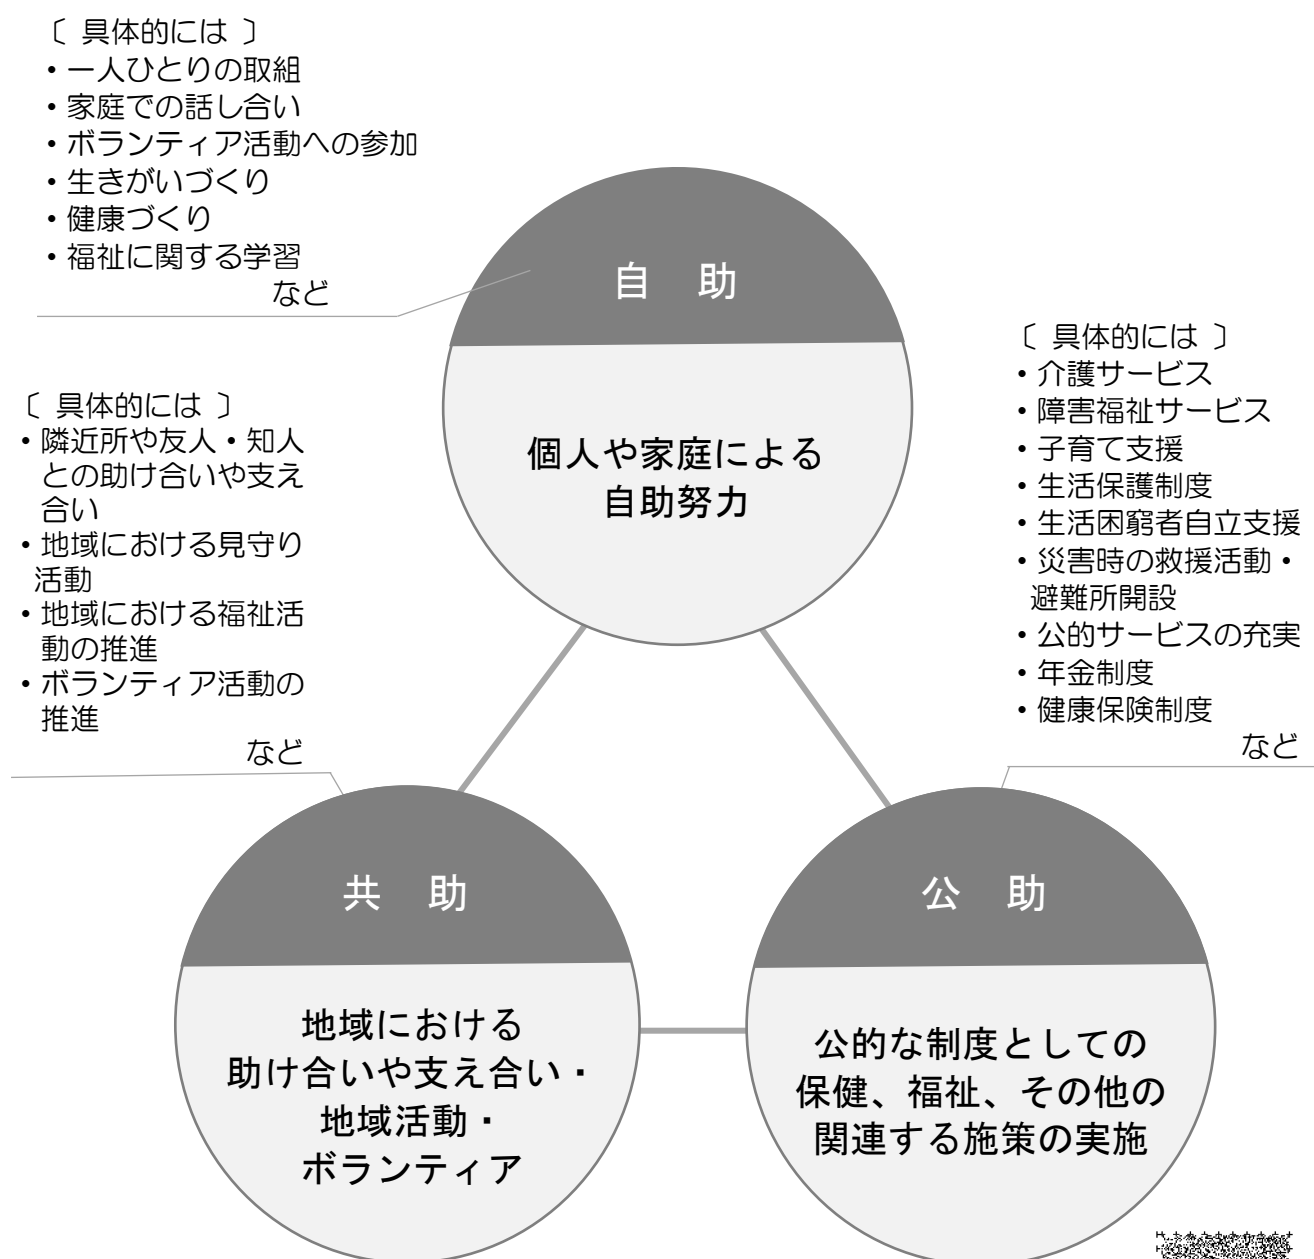 〔 具体的には 〕
・一人ひとりの取組
・家庭での話し合い
・ボランティア活動への参加
・生きがいづくり
・健康づくり
・福祉に関する学習
など
自 助
個人や家庭による
自助努力
〔 具体的には 〕
・隣近所や友人・知人
との助け合いや支え
合い
・地域における見守り
活動
・地域における福祉活
動の推進
・ボランティア活動の
推進
など
〔 具体的には 〕
・介護サービス
・障害福祉サービス
・子育て支援
・生活保護制度
・生活困窮者自立支援
・災害時の救援活動・
避難所開設
・公的サービスの充実
・年金制度
・健康保険制度
など
共 助
地域における
助け合いや支え合い・
地域活動・
ボランティア
公 助
公的な制度としての
保健、福祉、その他の
関連する施策の実施